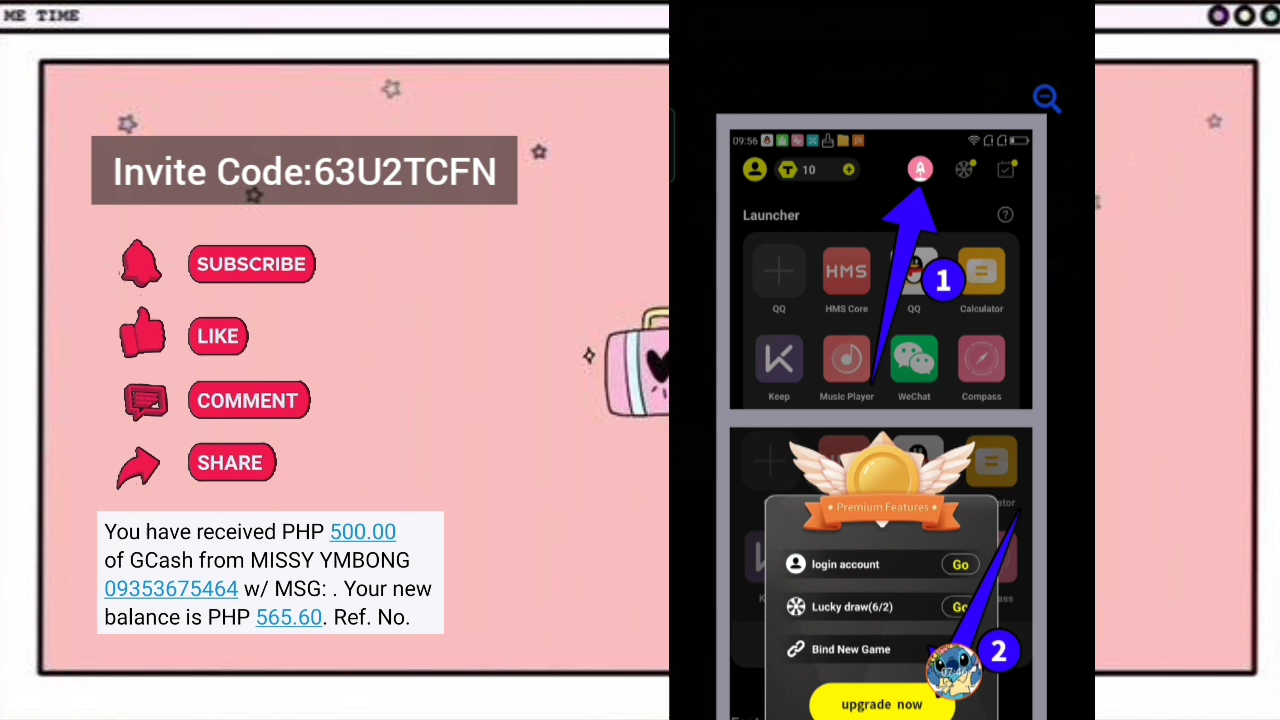 ME TIME
Invite Code:63U2TCFN
SUBSCRIBE
LIKE
COMMENT
SHARE
You have received PHP 500.00
of GCash from MISSY YMBONG
09353675464 w/ MSG: . Your new
balance is PHP 565.60. Ref. No.
09:56
10
Launcher
HMS
1
QQ HMS Core QQ Calculator
Keep Music Player WeChat Compass
Premium Features
login account Go
Lucky draw(6/2) Go
Bind New Game
2
07:46
upgrade now